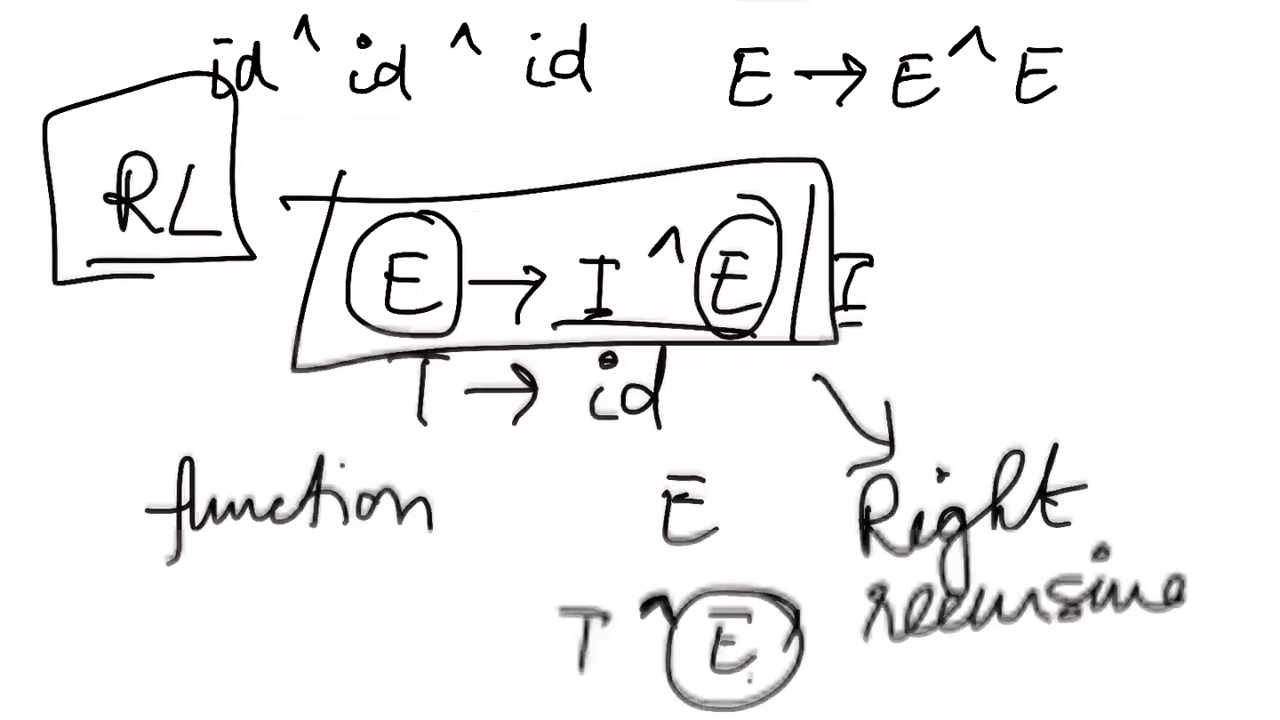 id ^ id ^ id E → E ^ E
RL
E → I ^ E | I
I → id
function E Right
T ^ E recursive